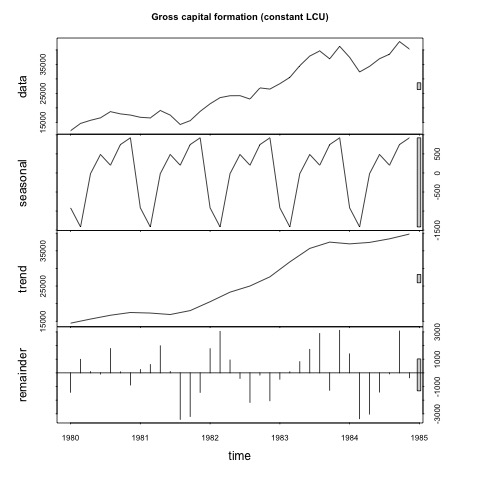 Gross capital formation (constant LCU)
data
15000 25000 35000
seasonal
-1500 -500 0 500
trend
15000 25000 35000
remainder
-3000 -1000 1000 3000
1980 1981 1982 1983 1984 1985
time